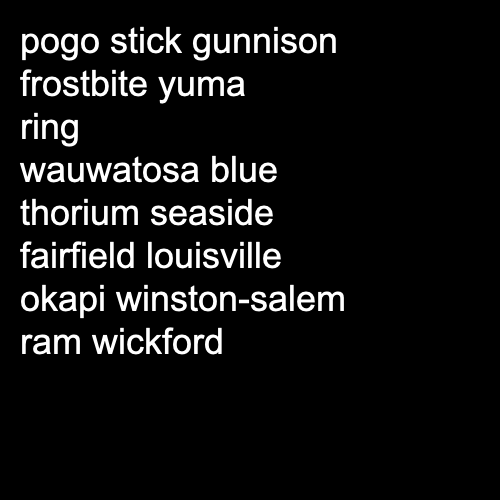 pogo stick gunnison
frostbite yuma
ring
wauwatosa blue
thorium seaside
fairfield louisville
okapi winston-salem
ram wickford